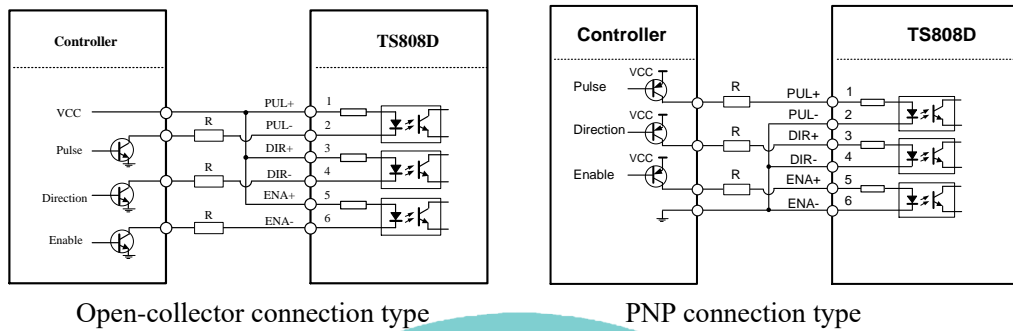 Controller
TS808D
VCC
PUL+
1
R
PUL-
2
Pulse
DIR+
3
R
DIR-
4
Direction
ENA+
5
R
ENA-
6
Enable
Open-collector connection type
Controller
TS808D
VCC
Pulse
R
PUL+
1
PUL-
2
VCC
Direction
R
DIR+
3
DIR-
4
VCC
Enable
R
ENA+
5
ENA-
6
PNP connection type